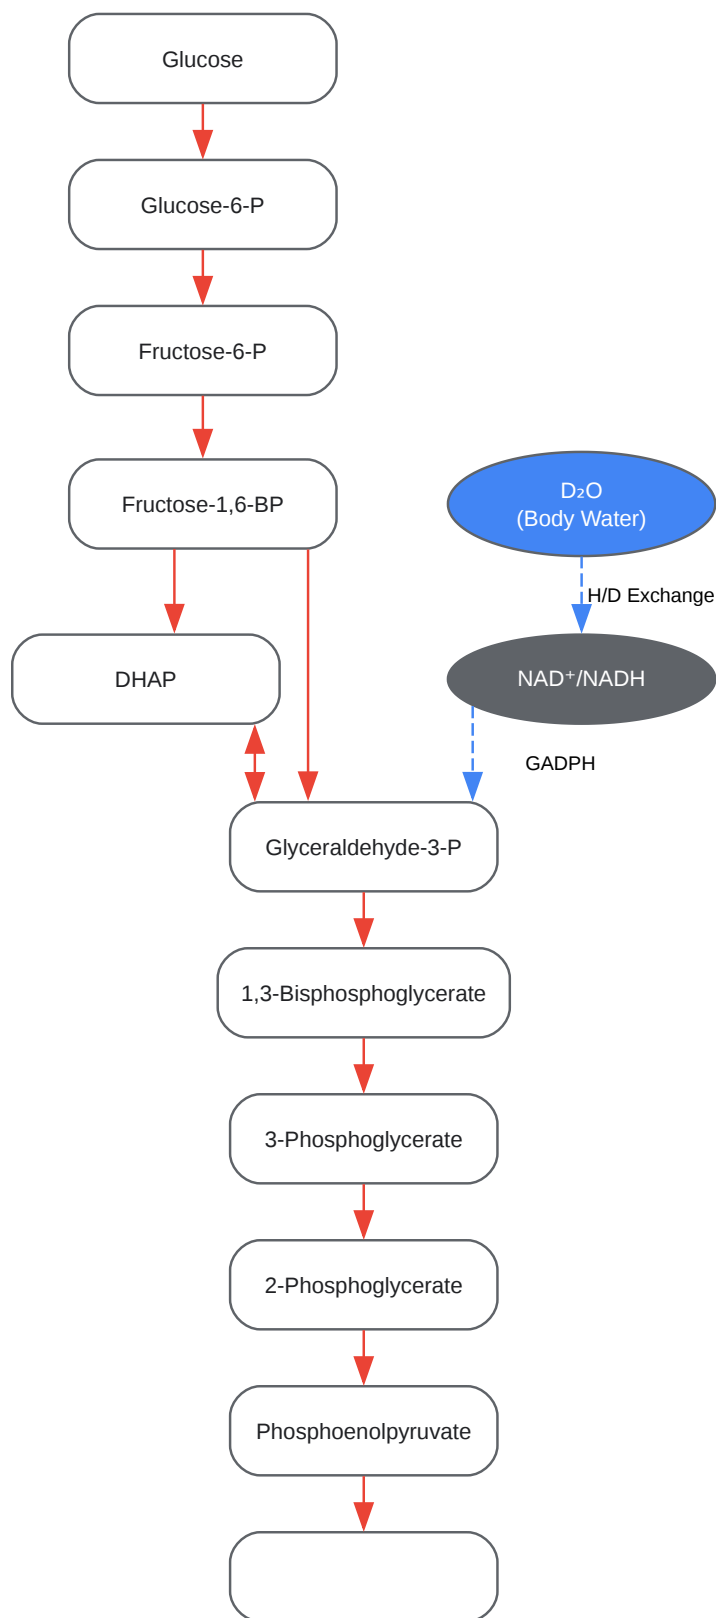 Glucose
Glucose-6-P
Fructose-6-P
Fructose-1,6-BP
D₂O
(Body Water)
H/D Exchange
DHAP
NAD⁺/NADH
GADPH
Glyceraldehyde-3-P
1,3-Bisphosphoglycerate
3-Phosphoglycerate
2-Phosphoglycerate
Phosphoenolpyruvate